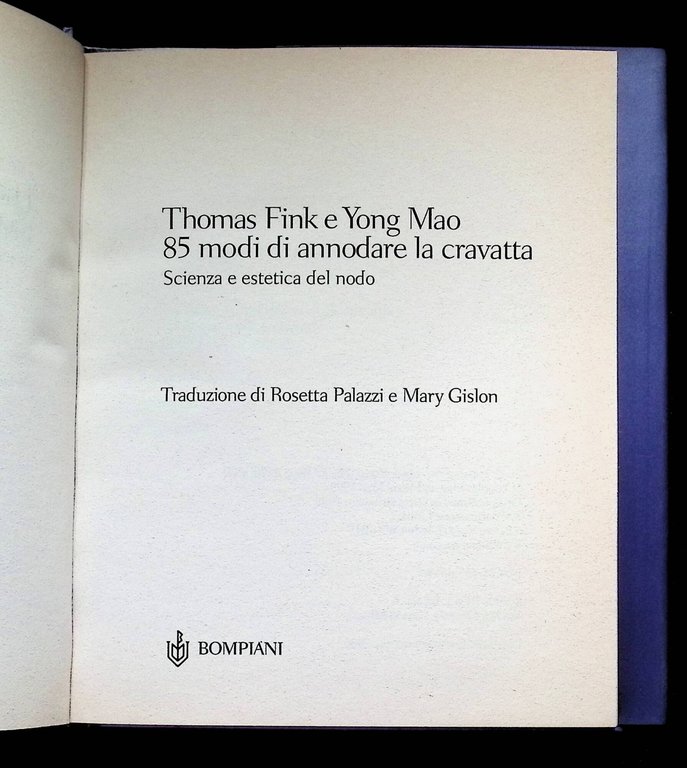 Thomas Fink e Yong Mao
85 modi di annodare la cravatta
Scienza e estetica del nodo
Traduzione di Rosetta Palazzi e Mary Gislon
BOMPIANI